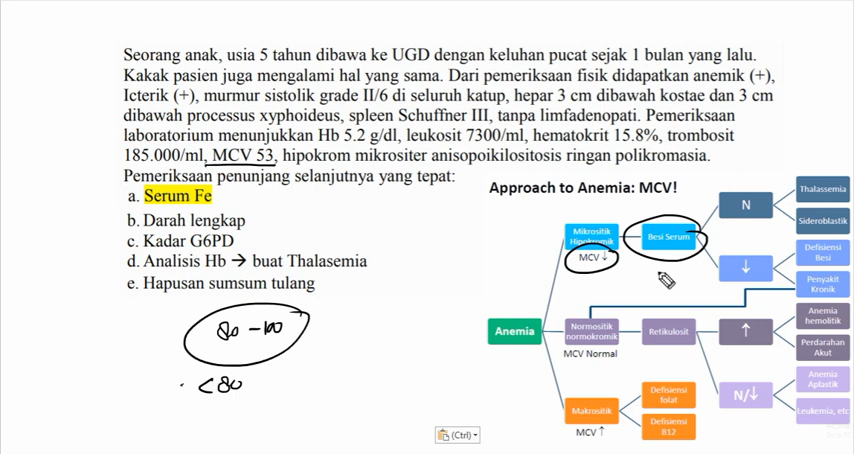 Seorang anak, usia 5 tahun dibawa ke UGD dengan keluhan pucat sejak 1 bulan yang lalu.
Kakak pasien juga mengalami hal yang sama. Dari pemeriksaan fisik didapatkan anemik (+),
Icterik (+), murmur sistolik grade II/6 di seluruh katup, hepar 3 cm dibawah kostae dan 3 cm
dibawah processus xyphoideus, spleen Schuffner III, tanpa limfadenopati. Pemeriksaan
laboratorium menunjukkan Hb 5.2 g/dl, leukosit 7300/ml, hematokrit 15.8%, trombosit
185.000/ml, MCV 53, hipokrom mikrositer anisopoikilositosis ringan polikromasia.
Pemeriksaan penunjang selanjutnya yang tepat:
a. Serum Fe
b. Darah lengkap
c. Kadar G6PD
d. Analisis Hb → buat Thalasemia
e. Hapusan sumsum tulang
80 - 100
< 80
Approach to Anemia: MCV!
Anemia
Mikrositik
Hipokromik
MCV ↓
Besi Serum
N
Thalassemia
Sideroblastik
↓
Defisiensi
Besi
Penyakit
Kronik
Normositik
normokromik
MCV Normal
Retikulosit
↑
Anemia
hemolitik
Perdarahan
Akut
N/↓
Anemia
Aplastik
Leukemia, etc
Makrositik
MCV ↑
Defisiensi
folat
Defisiensi
B12
(Ctrl)